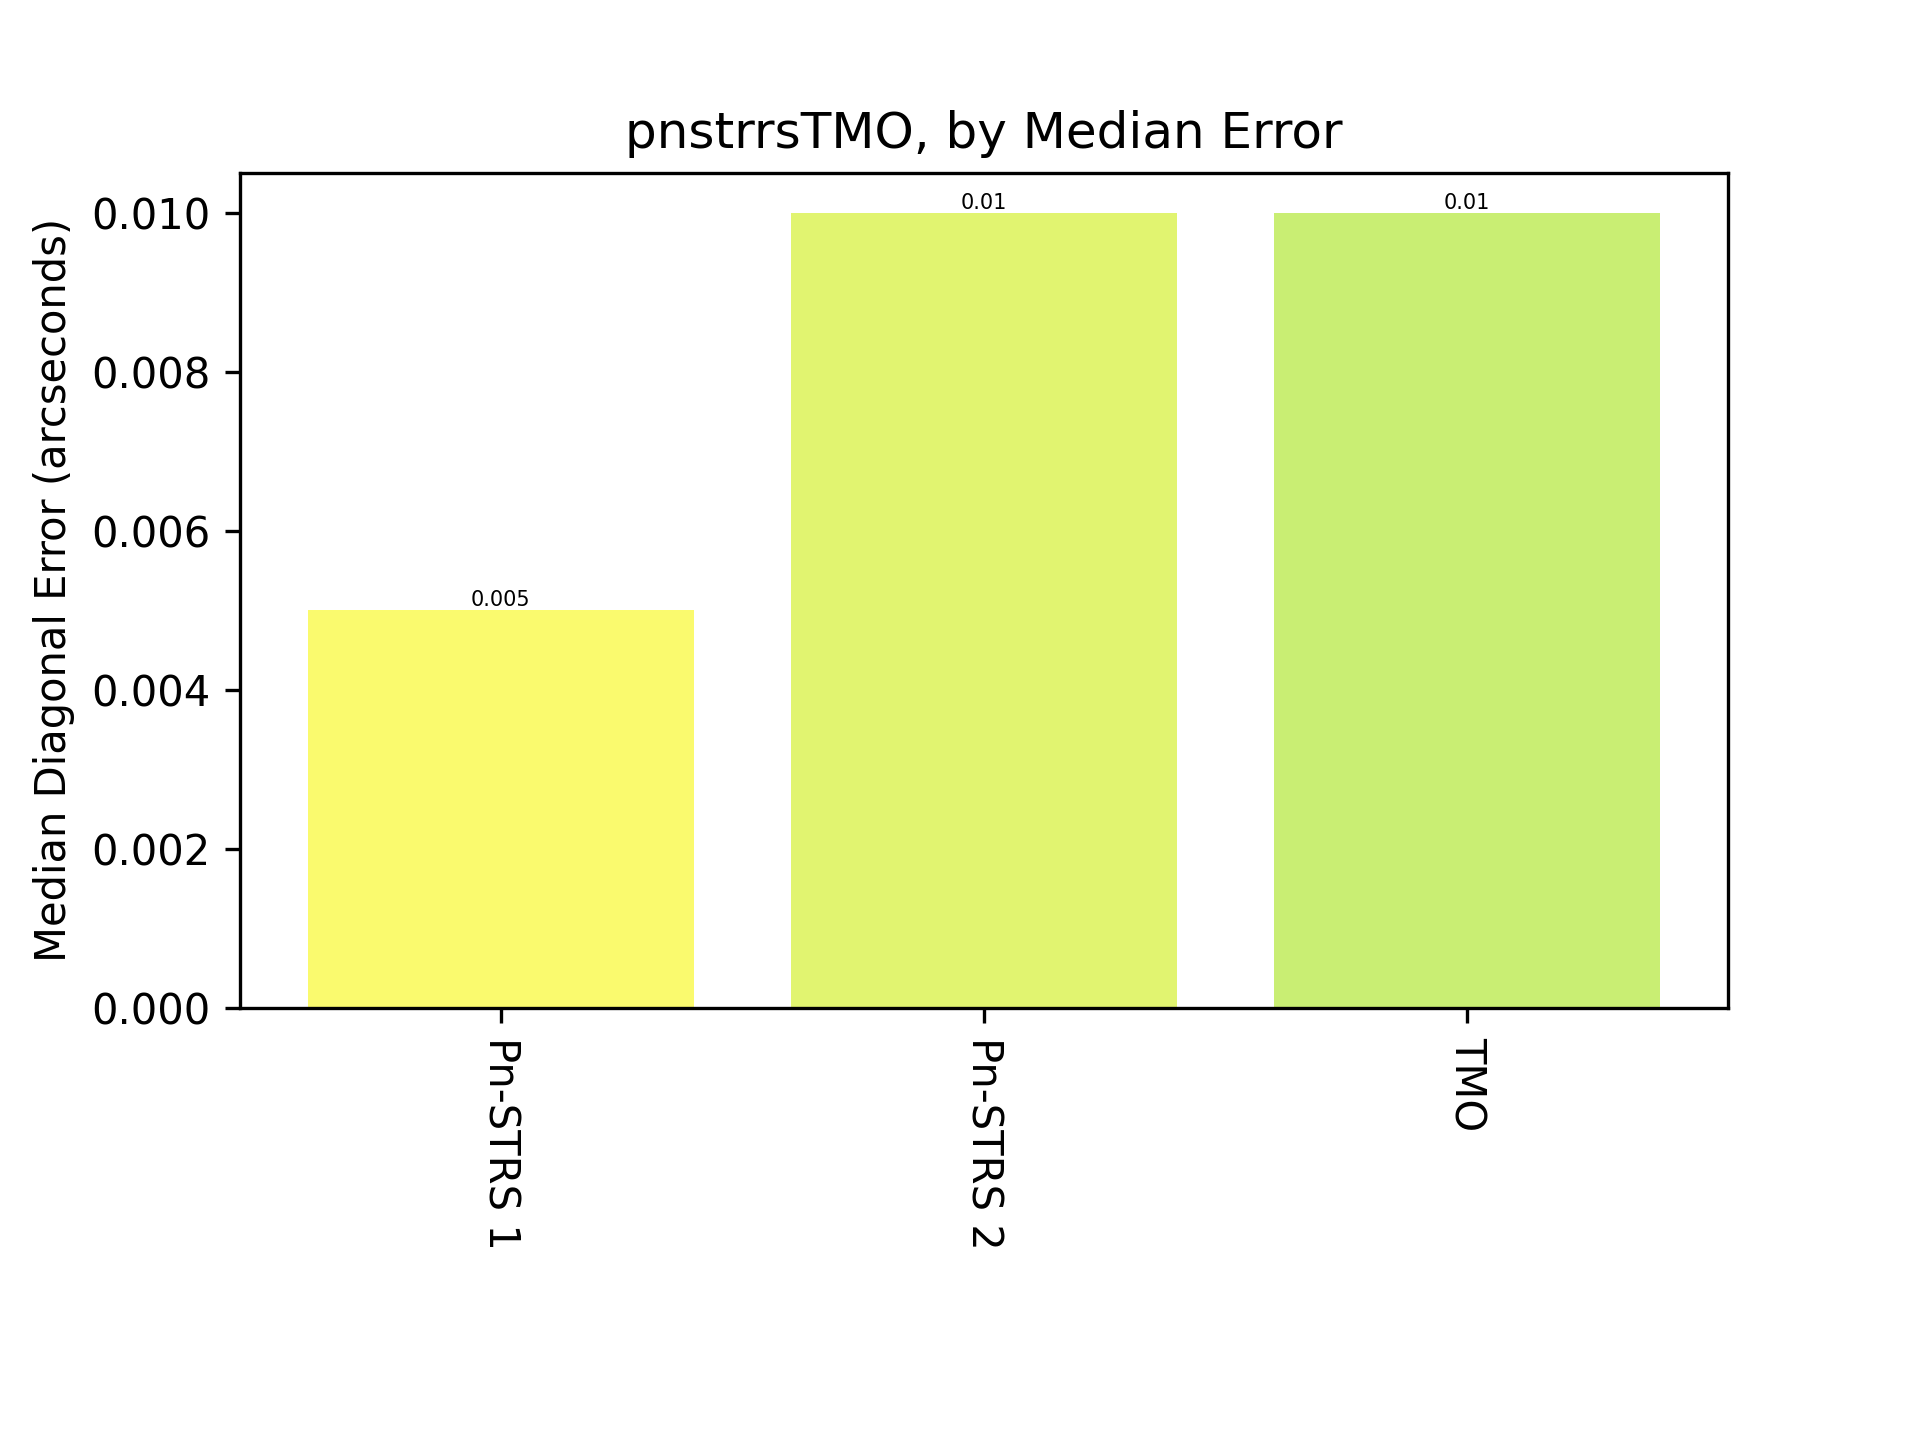 pnstrrsTMO, by Median Error
Median Diagonal Error (arcseconds)
0.010
0.008
0.006
0.004
0.002
0.000
0.005
0.01
0.01
Pn-STRS 1
Pn-STRS 2
TMO